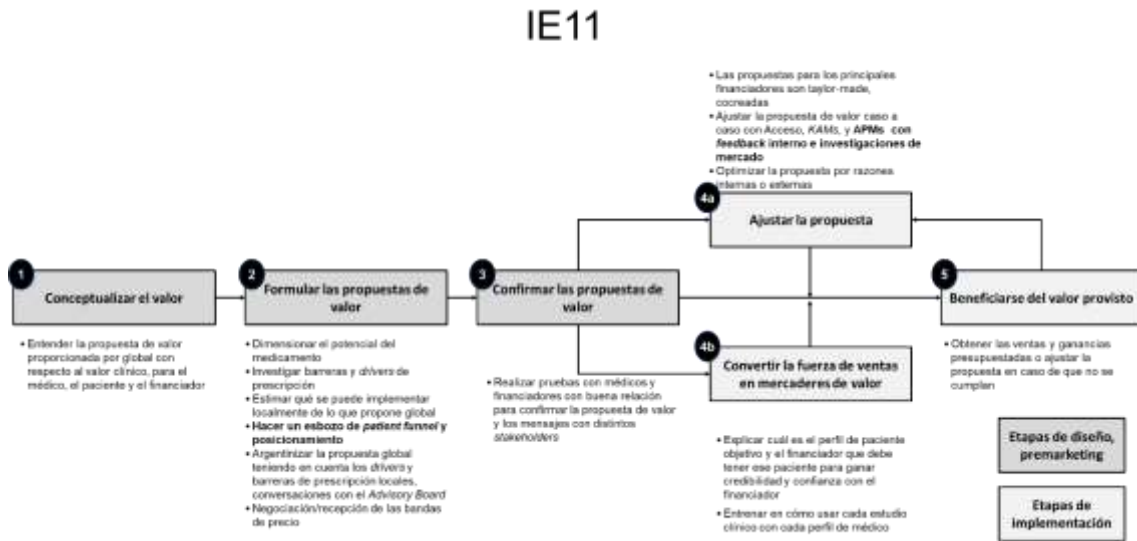 IE11
• Las propuestas para los principales
financiadores son taylor-made,
cocreadas
• Ajustar la propuesta de valor caso a
caso con Acceso, KAMs, y APMs con
feedback interno e investigaciones de
mercado
• Optimizar la propuesta por razones
internas o externas
4a
Ajustar la propuesta
1
Conceptualizar el valor
• Entender la propuesta de valor
proporcionada por global con
respecto al valor clínico, para el
médico, el paciente y el financiador
2
Formular las propuestas de
valor
• Dimensionar el potencial del
medicamento
• Investigar barreras y drivers de
prescripción
• Estimar qué se puede implementar
localmente de lo que propone global
• Hacer un esbozo de patient funnel y
posicionamiento
• Argentinizar la propuesta global
teniendo en cuenta los drivers y
barreras de prescripción locales,
conversaciones con el Advisory Board
• Negociación/recepción de las bandas
de precio
3
Confirmar las propuestas de
valor
• Realizar pruebas con médicos y
financiadores con buena relación
para confirmar la propuesta de valor
y los mensajes con distintos
stakeholders
4b
Convertir la fuerza de ventas
en mercaderes de valor
• Explicar cuál es el perfil de paciente
objetivo y el financiador que debe
tener ese paciente para ganar
credibilidad y confianza con el
financiador
• Entrenar en cómo usar cada estudio
clínico con cada perfil de médico
5
Beneficiarse del valor provisto
• Obtener las ventas y ganancias
presupuestadas o ajustar la
propuesta en caso de que no se
cumplan
Etapas de diseño,
premarketing
Etapas de
implementación